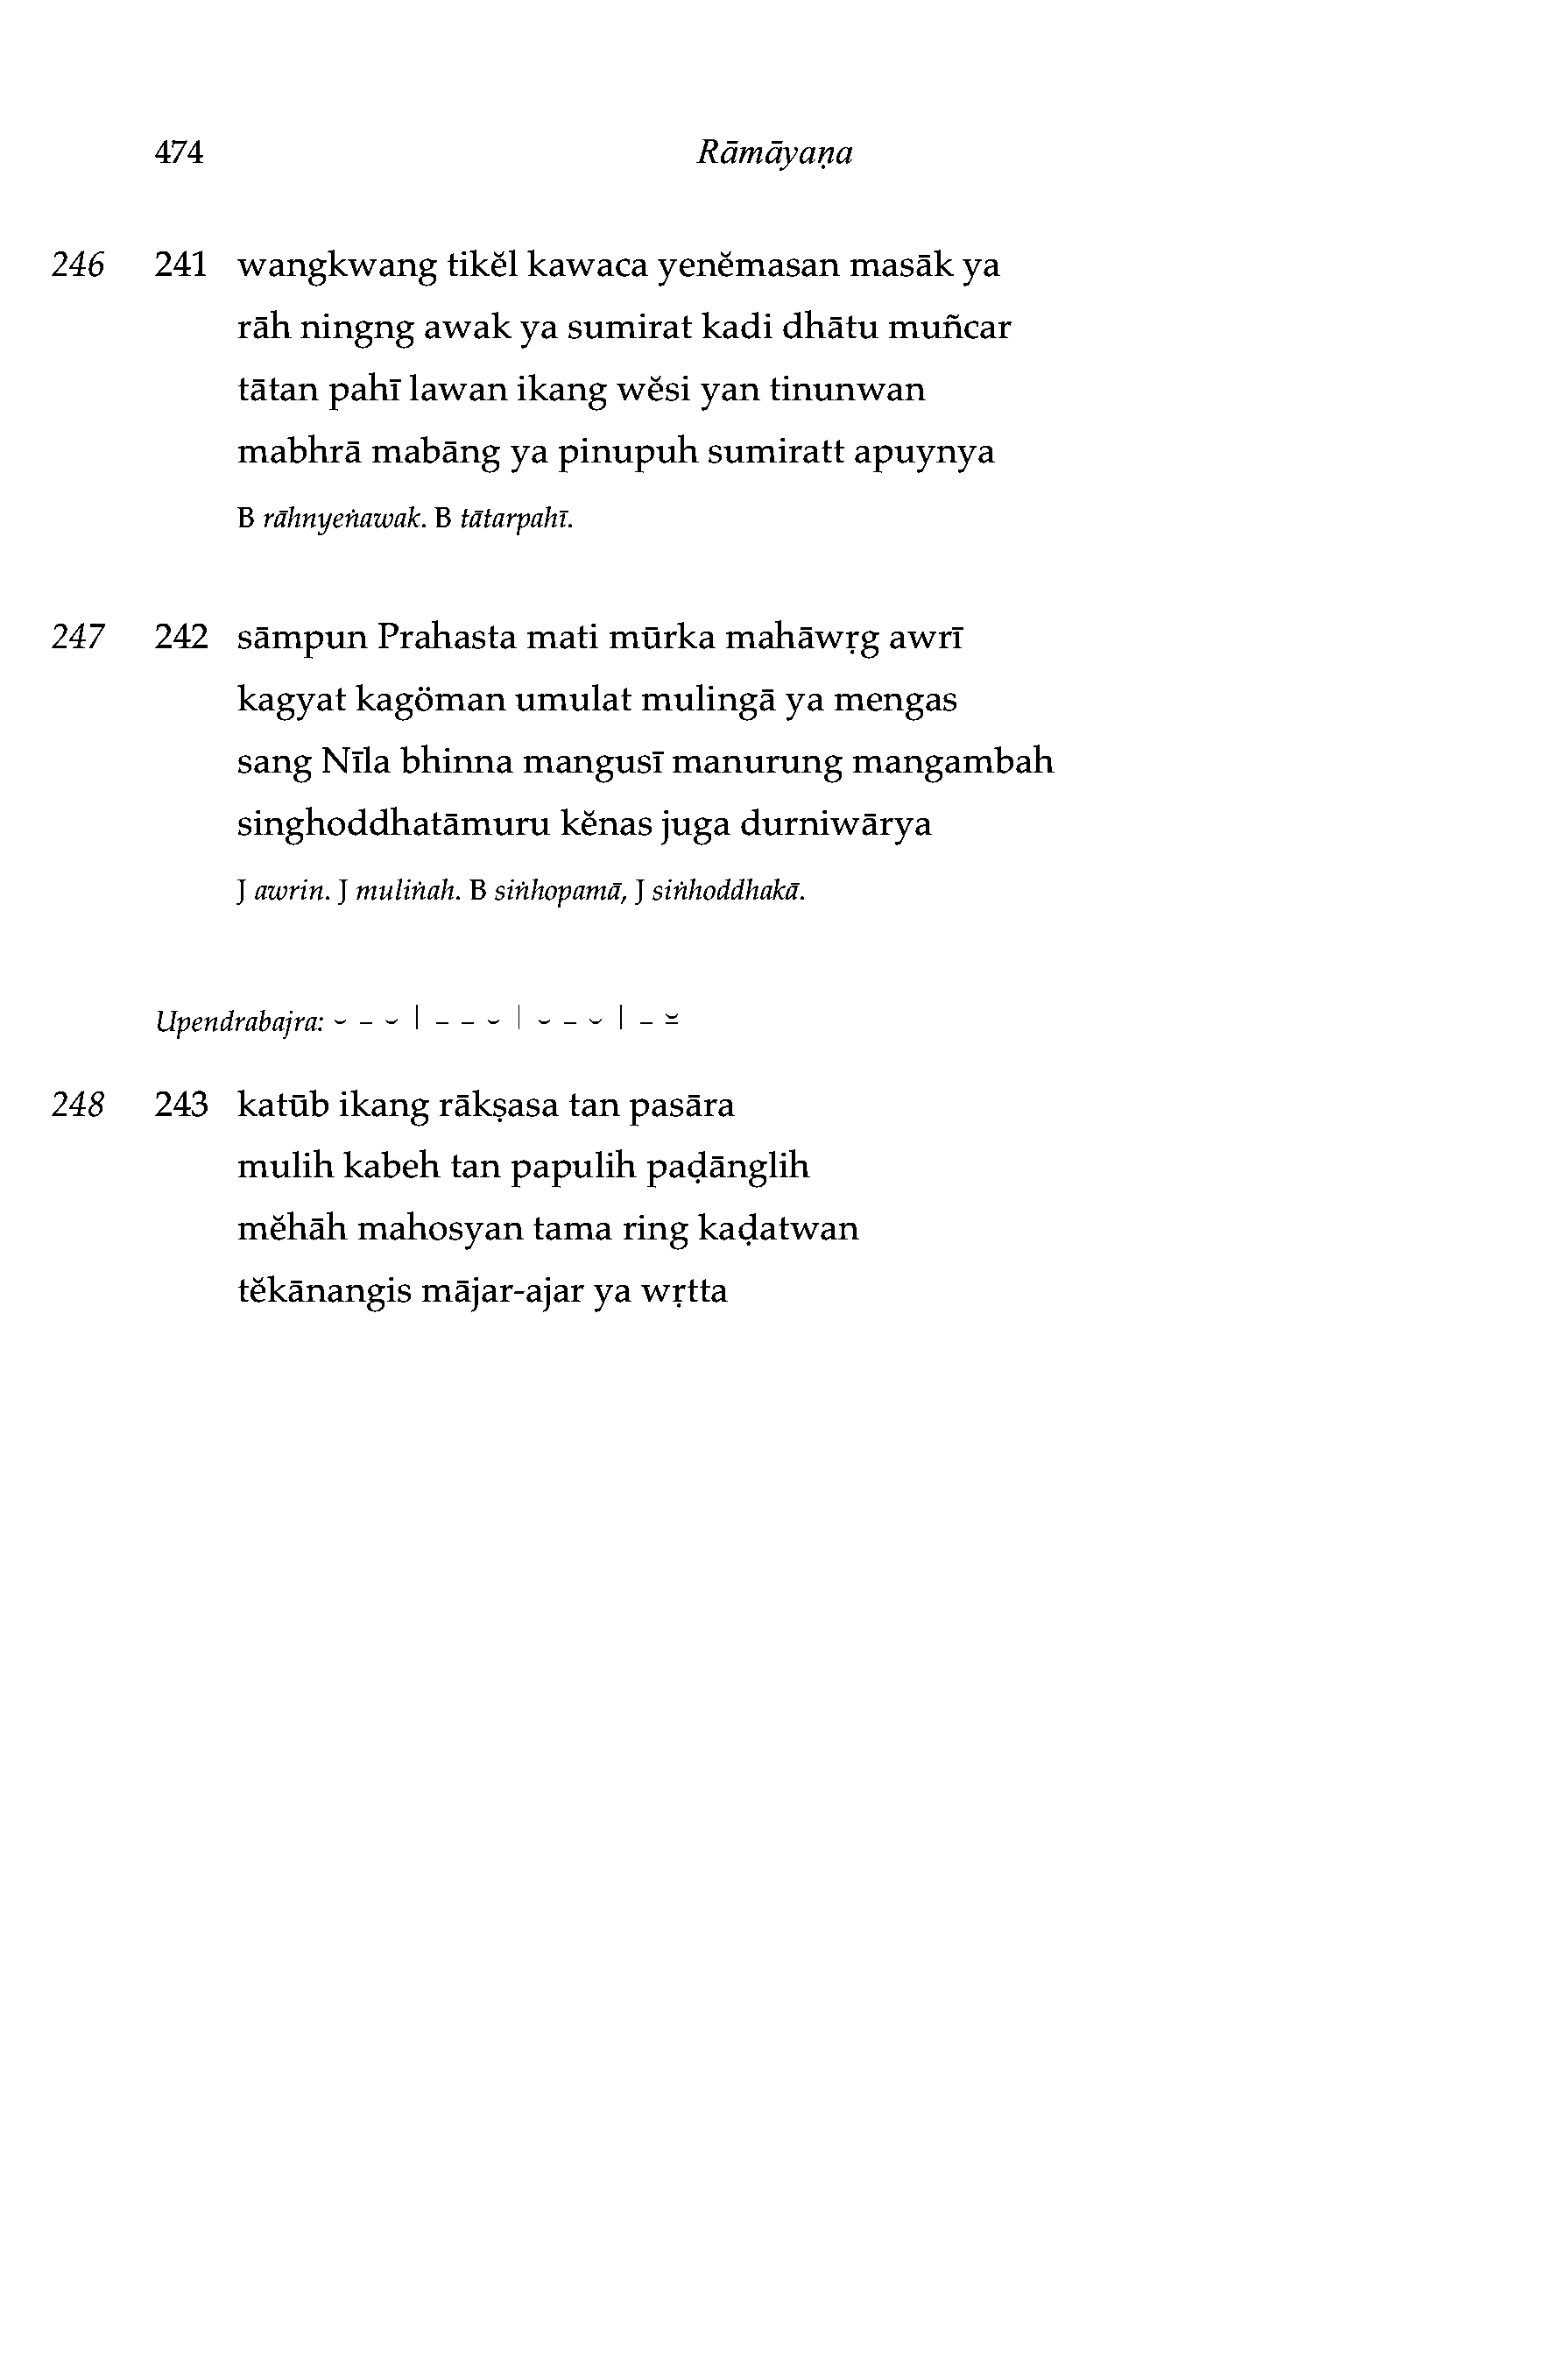 474 Rāmāyaṇa
246 241 wangkwang tikĕl kawaca yenĕmasan masāk ya
rāh ningng awak ya sumirat kadi dhātu muñcar
tātan pahī lawan ikang wĕsi yan tinunwan
mabhrā mabāng ya pinupuh sumiratt apuynya
B rāhnyeṅawak. B tātarpahī.
247 242 sāmpun Prahasta mati mūrka mahāwṛg awrī
kagyat kagöman umulat mulingā ya mengas
sang Nīla bhinna mangusī manurung mangambah
singhoddhatāmuru kĕnas juga durniwārya
J awrin. J muliṅah. B siṅhopamā, J siṅhoddhakā.
Upendrabajra: ⏑ – ⏑ | – – ⏑ | ⏑ – ⏑ | – ⏓
248 243 katūb ikang rākṣasa tan pasāra
mulih kabeh tan papulih paḍānglih
mĕhāh mahosyan tama ring kaḍatwan
tĕkānangis mājar-ajar ya wṛtta